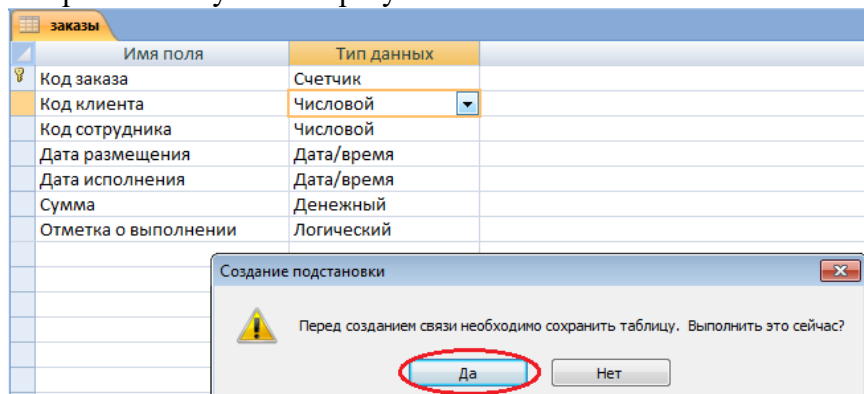 заказы
Имя поля Тип данных
Код заказа Счетчик
Код клиента Числовой
Код сотрудника Числовой
Дата размещения Дата/время
Дата исполнения Дата/время
Сумма Денежный
Отметка о выполнении Логический
Создание подстановки
Перед созданием связи необходимо сохранить таблицу. Выполнить это сейчас?
Да Нет